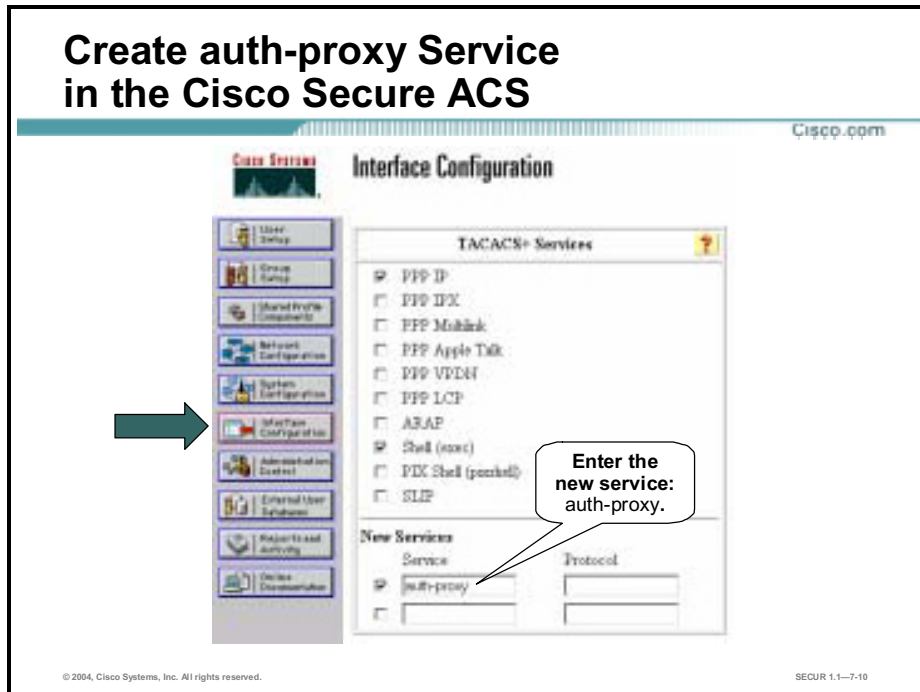 Create auth-proxy Service
in the Cisco Secure ACS
Cisco.com
Cisco Systems
Interface Configuration
User
Setup
Group
Setup
Shared Profile
Components
Network
Configuration
System
Configuration
Interface
Configuration
Administration
Control
External User
Databases
Reports and
Activity
Online
Documentation
TACACS+ Services
?
PPP IP
PPP IPX
PPP Multilink
PPP Apple Talk
PPP VPDN
PPP LCP
ARAP
Shell (exec)
PIX Shell (pixshell)
SLIP
Enter the
new service:
auth-proxy.
New Services
Service Protocol
auth-proxy
© 2004, Cisco Systems, Inc. All rights reserved. SECUR 1.1—7-10